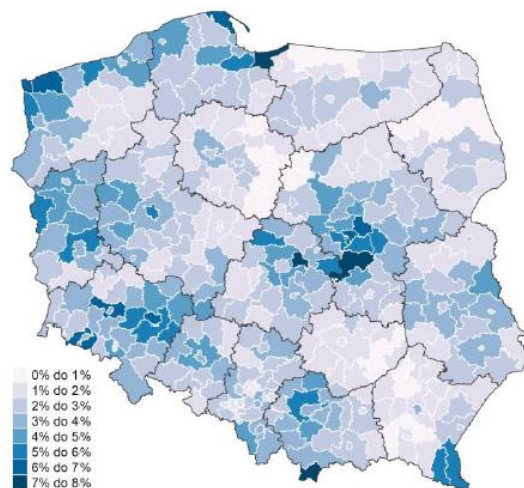 0% do 1%
1% do 2%
2% do 3%
3% do 4%
4% do 5%
5% do 6%
6% do 7%
7% do 8%